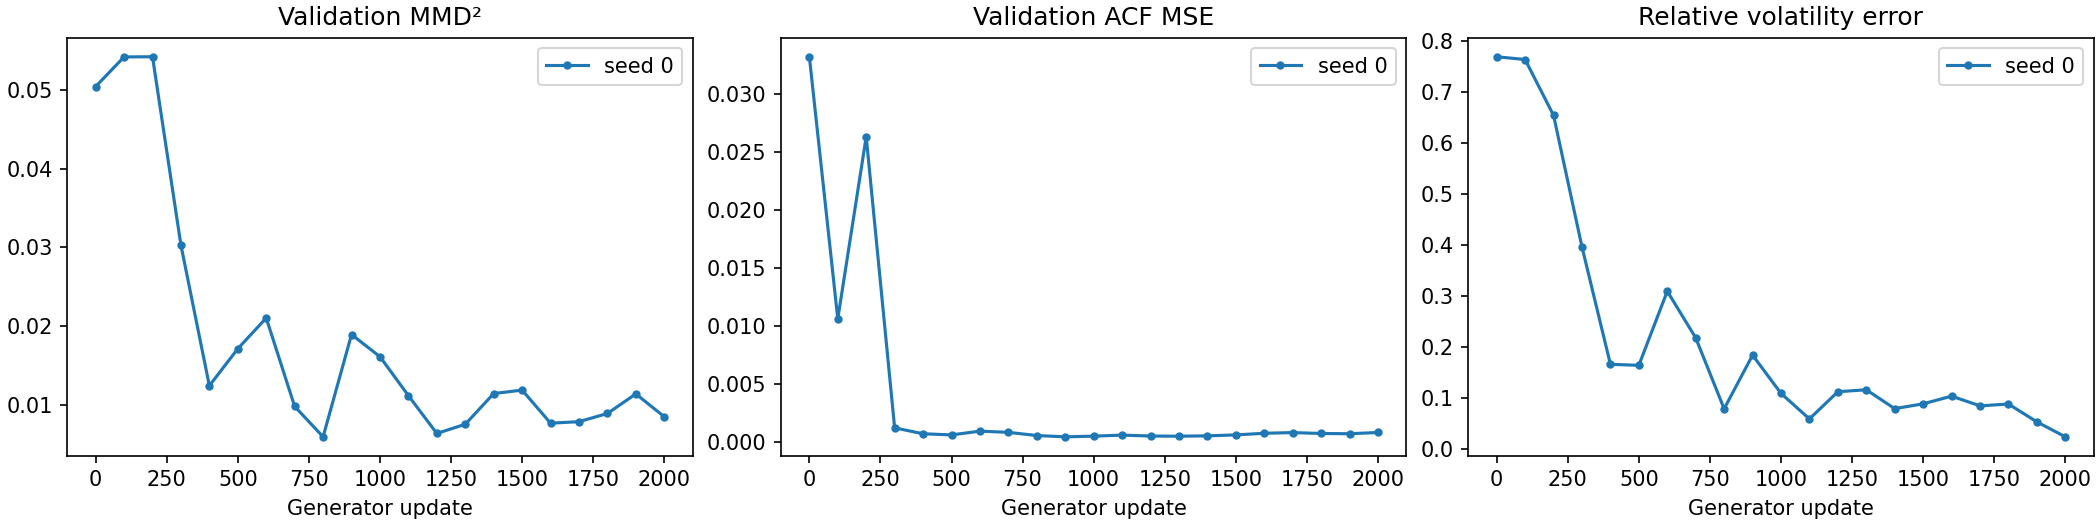 Validation MMD²
seed 0
0.05
0.04
0.03
0.02
0.01
0 250 500 750 1000 1250 1500 1750 2000
Generator update
Validation ACF MSE
seed 0
0.030
0.025
0.020
0.015
0.010
0.005
0.000
0 250 500 750 1000 1250 1500 1750 2000
Generator update
Relative volatility error
seed 0
0.8
0.7
0.6
0.5
0.4
0.3
0.2
0.1
0.0
0 250 500 750 1000 1250 1500 1750 2000
Generator update